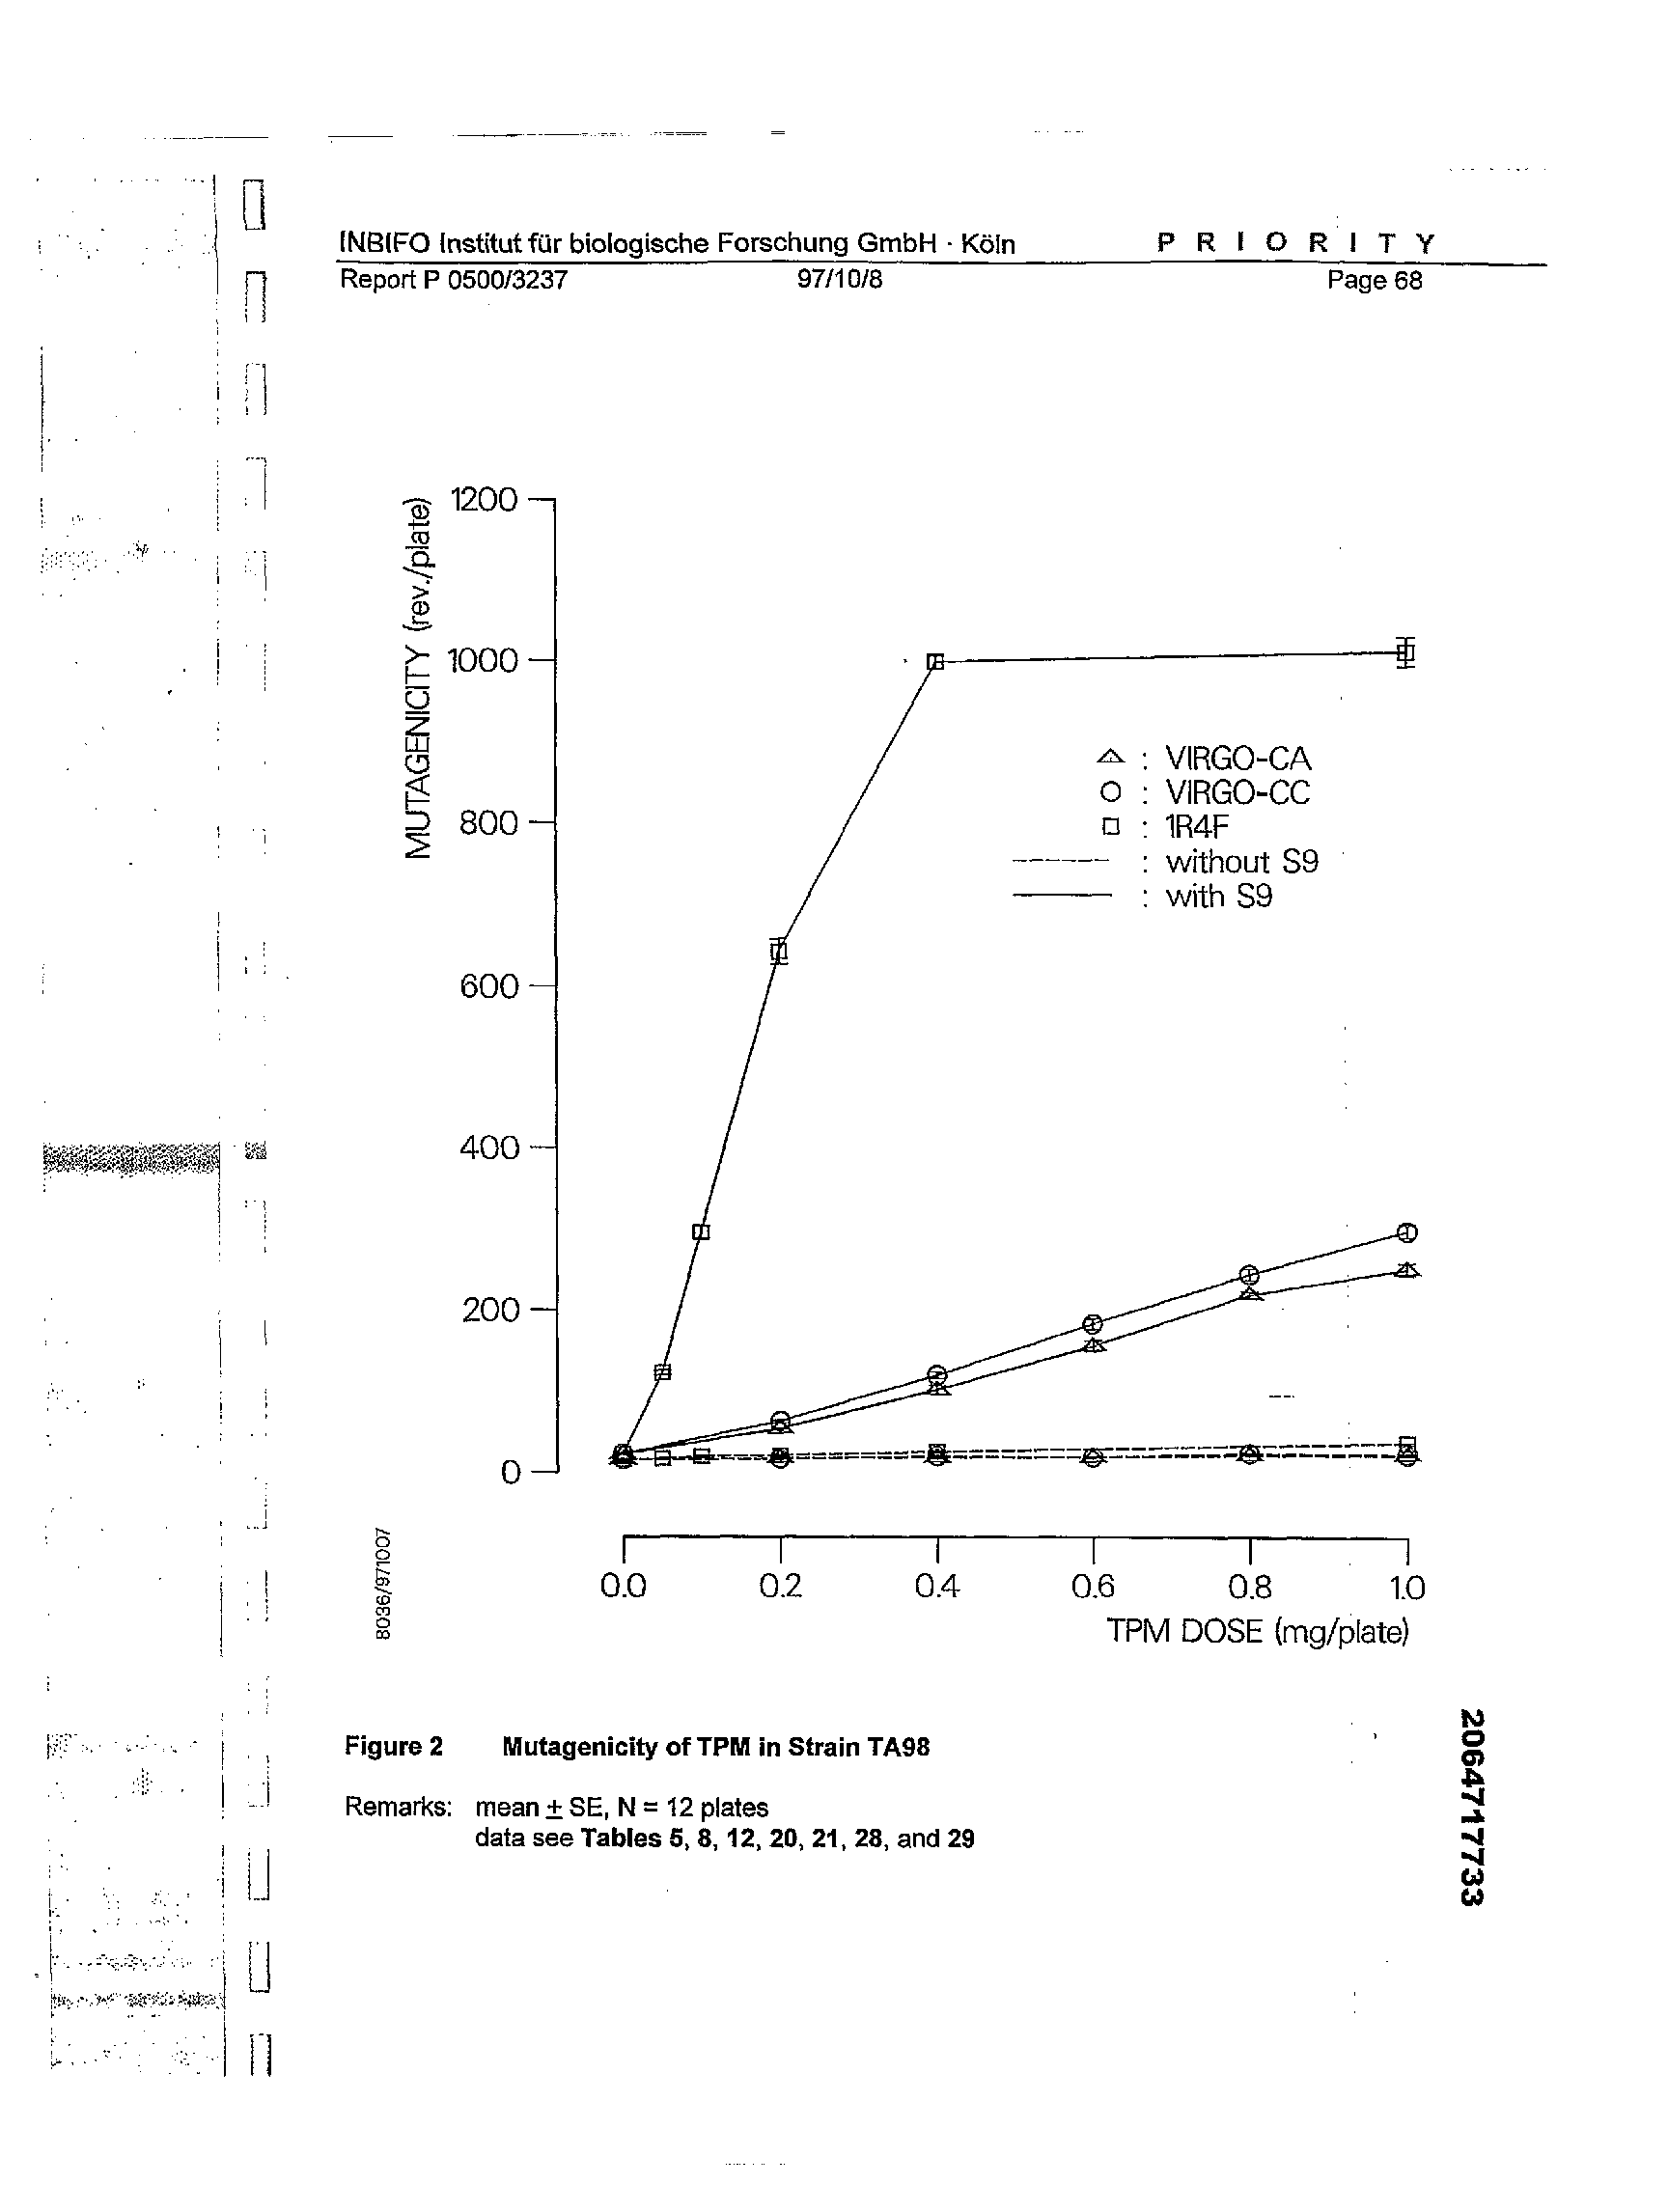 INBIFO Institut für biologische Forschung GmbH · Köln PRIORITY
Report P 0500/3237 97/10/8 Page 68
MUTAGENICITY (rev./plate)
1200
1000
800
600
400
200
0
: VIRGO-CA
: VIRGO-CC
: 1R4F
: without S9
: with S9
0.0 0.2 0.4 0.6 0.8 1.0
TPM DOSE (mg/plate)
8036/971007
Figure 2 Mutagenicity of TPM in Strain TA98
Remarks: mean ± SE, N = 12 plates
data see Tables 5, 8, 12, 20, 21, 28, and 29
2064717733